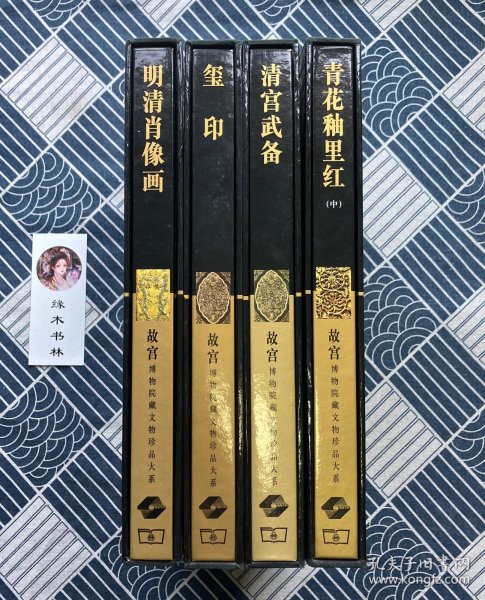 明清肖像画
故宫博物院藏文物珍品大系
玺印
故宫博物院藏文物珍品大系
清宫武备
故宫博物院藏文物珍品大系
青花釉里红
(中)
故宫博物院藏文物珍品大系
缘木书林
孔夫子旧书网
www.kongfz.com